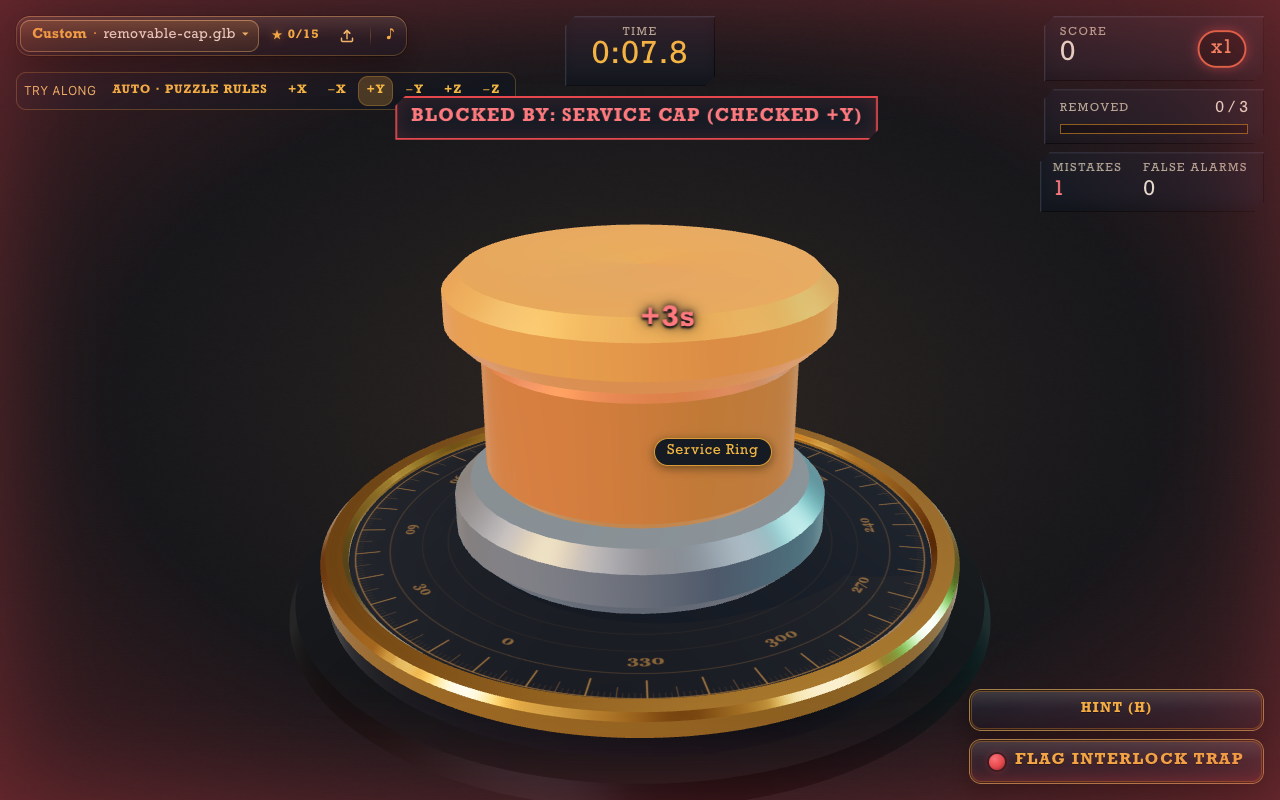 Custom · removable-cap.glb
★ 0/15
TRY ALONG AUTO · PUZZLE RULES +X −X +Y −Y +Z −Z
TIME
0:07.8
BLOCKED BY: SERVICE CAP (CHECKED +Y)
SCORE
0
x1
REMOVED 0 / 3
MISTAKES FALSE ALARMS
1 0
+3s
Service Ring
60
30
0
330
300
270
240
HINT (H)
FLAG INTERLOCK TRAP